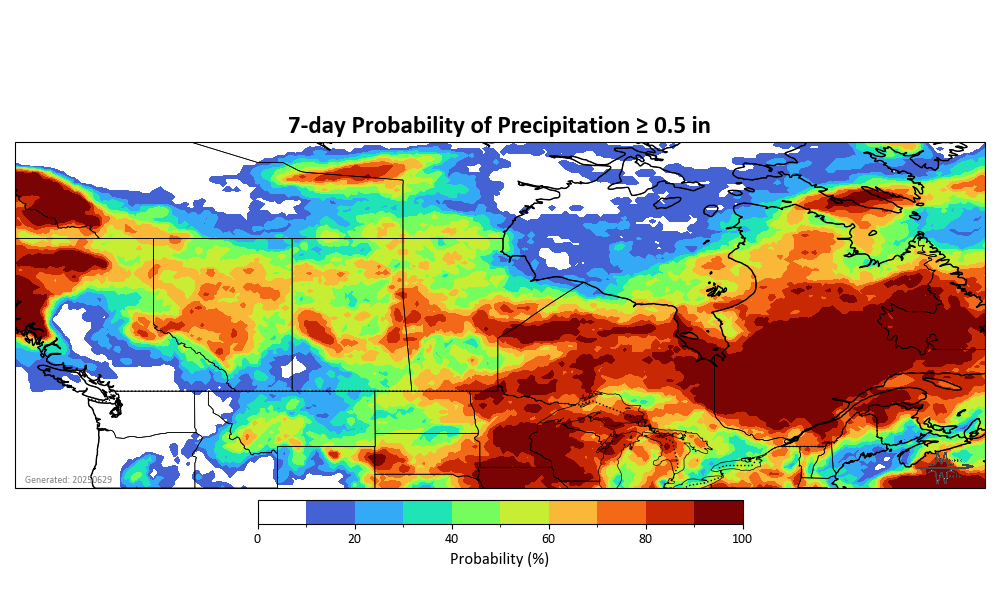 7-day Probability of Precipitation ≥ 0.5 in
Generated: 20250629
0 20 40 60 80 100
Probability (%)